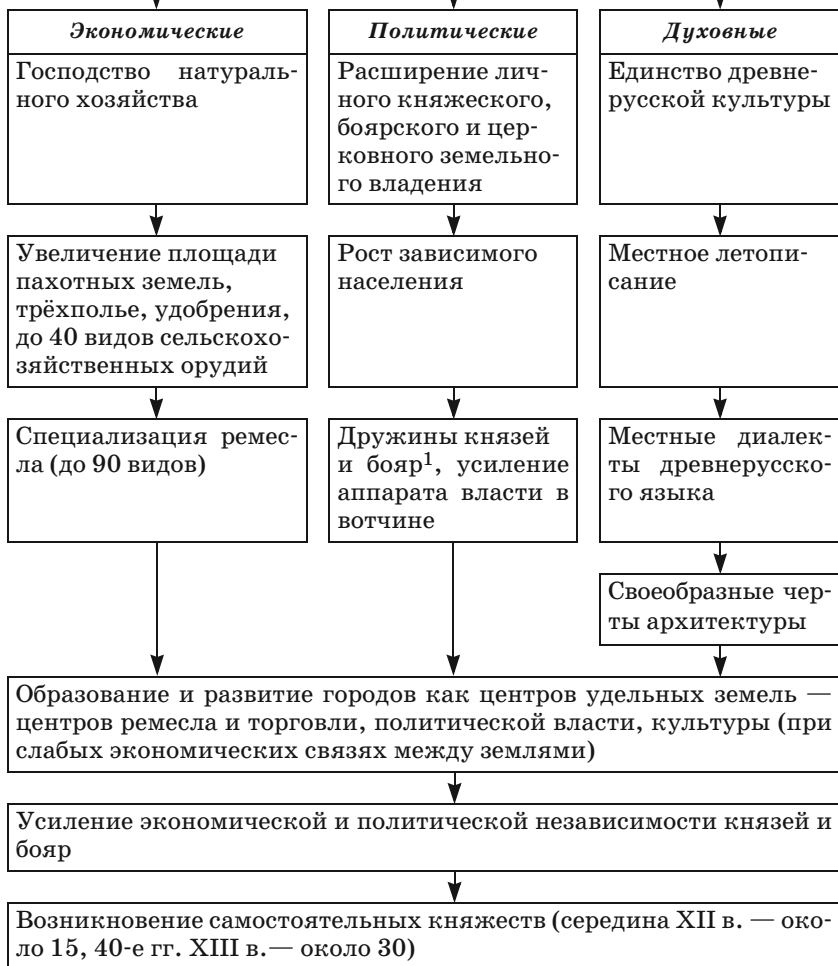 Экономические
Господство натураль-
ного хозяйства
Увеличение площади
пахотных земель,
трёхполье, удобрения,
до 40 видов сельскохо-
зяйственных орудий
Специализация ремес-
ла (до 90 видов)
Политические
Расширение лич-
ного княжеского,
боярского и цер-
ковного земельно-
го владения
Рост зависимого
населения
Дружины князей
и бояр1, усиление
аппарата власти в
вотчине
Духовные
Единство древне-
русской культуры
Местное летопи-
сание
Местные диалек-
ты древнерусско-
го языка
Своеобразные чер-
ты архитектуры
Образование и развитие городов как центров удельных земель —
центров ремесла и торговли, политической власти, культуры (при
слабых экономических связях между землями)
Усиление экономической и политической независимости князей и
бояр
Возникновение самостоятельных княжеств (середина XII в. — око-
ло 15, 40-е гг. XIII в.— около 30)